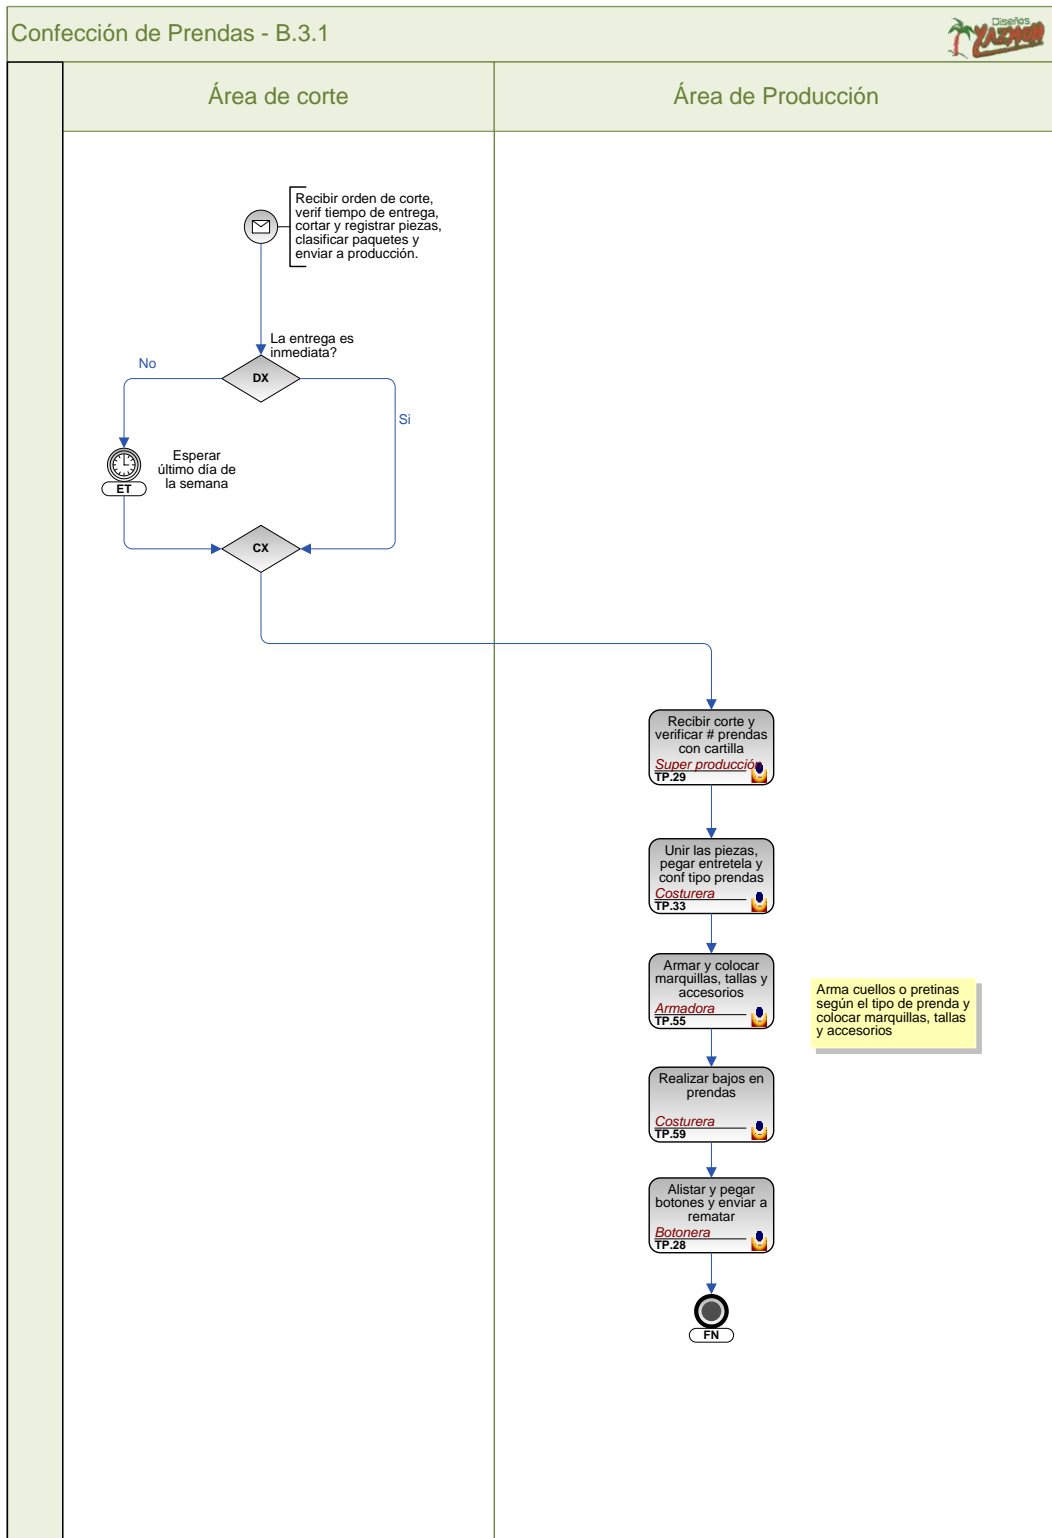 Confección de Prendas - B.3.1
Diseños
YAZMIN
Área de corte
Área de Producción
Recibir orden de corte,
verif tiempo de entrega,
cortar y registrar piezas,
clasificar paquetes y
enviar a producción.
La entrega es
inmediata?
No
DX
Si
Esperar
último día de
la semana
ET
CX
Recibir corte y
verificar # prendas
con cartilla
Super producción
TP.29
Unir las piezas,
pegar entretela y
conf tipo prendas
Costurera
TP.33
Armar y colocar
marquillas, tallas y
accesorios
Armadora
TP.55
Arma cuellos o pretinas
según el tipo de prenda y
colocar marquillas, tallas
y accesorios
Realizar bajos en
prendas
Costurera
TP.59
Alistar y pegar
botones y enviar a
rematar
Botonera
TP.28
FN